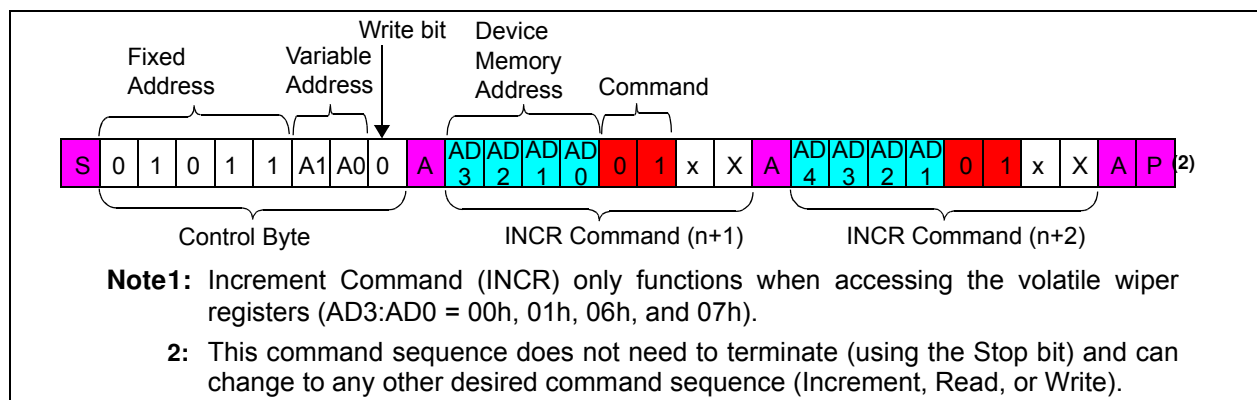 Write bit
Device
Memory
Address
Fixed
Address
Variable
Address
Command
S 0 1 0 1 1 A1 A0 0 A AD3 AD2 AD1 AD0 0 1 x X A AD4 AD3 AD2 AD1 0 1 x X A P (2)
Control Byte INCR Command (n+1) INCR Command (n+2)
Note1: Increment Command (INCR) only functions when accessing the volatile wiper
registers (AD3:AD0 = 00h, 01h, 06h, and 07h).
2: This command sequence does not need to terminate (using the Stop bit) and can
change to any other desired command sequence (Increment, Read, or Write).